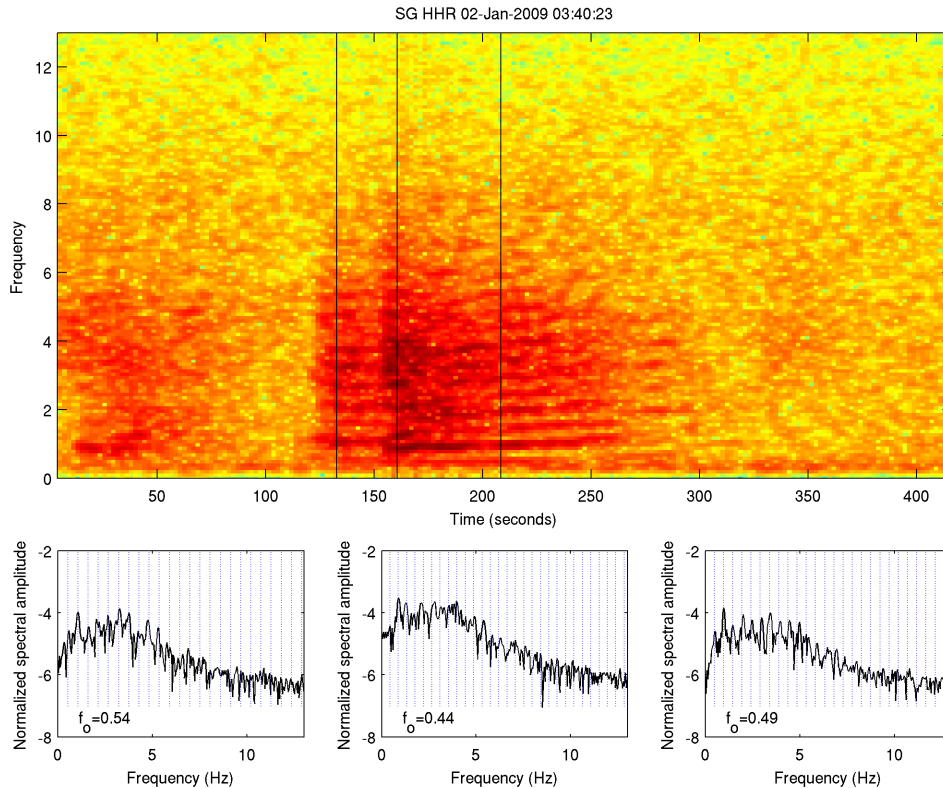 SG HHR 02-Jan-2009 03:40:23
12
10
8
6
4
2
0
Frequency
50 100 150 200 250 300 350 400
Time (seconds)
-2
-4
-6
-8
Normalized spectral amplitude
fo=0.54
0 5 10
Frequency (Hz)
-2
-4
-6
-8
Normalized spectral amplitude
fo=0.44
0 5 10
Frequency (Hz)
-2
-4
-6
-8
Normalized spectral amplitude
fo=0.49
0 5 10
Frequency (Hz)